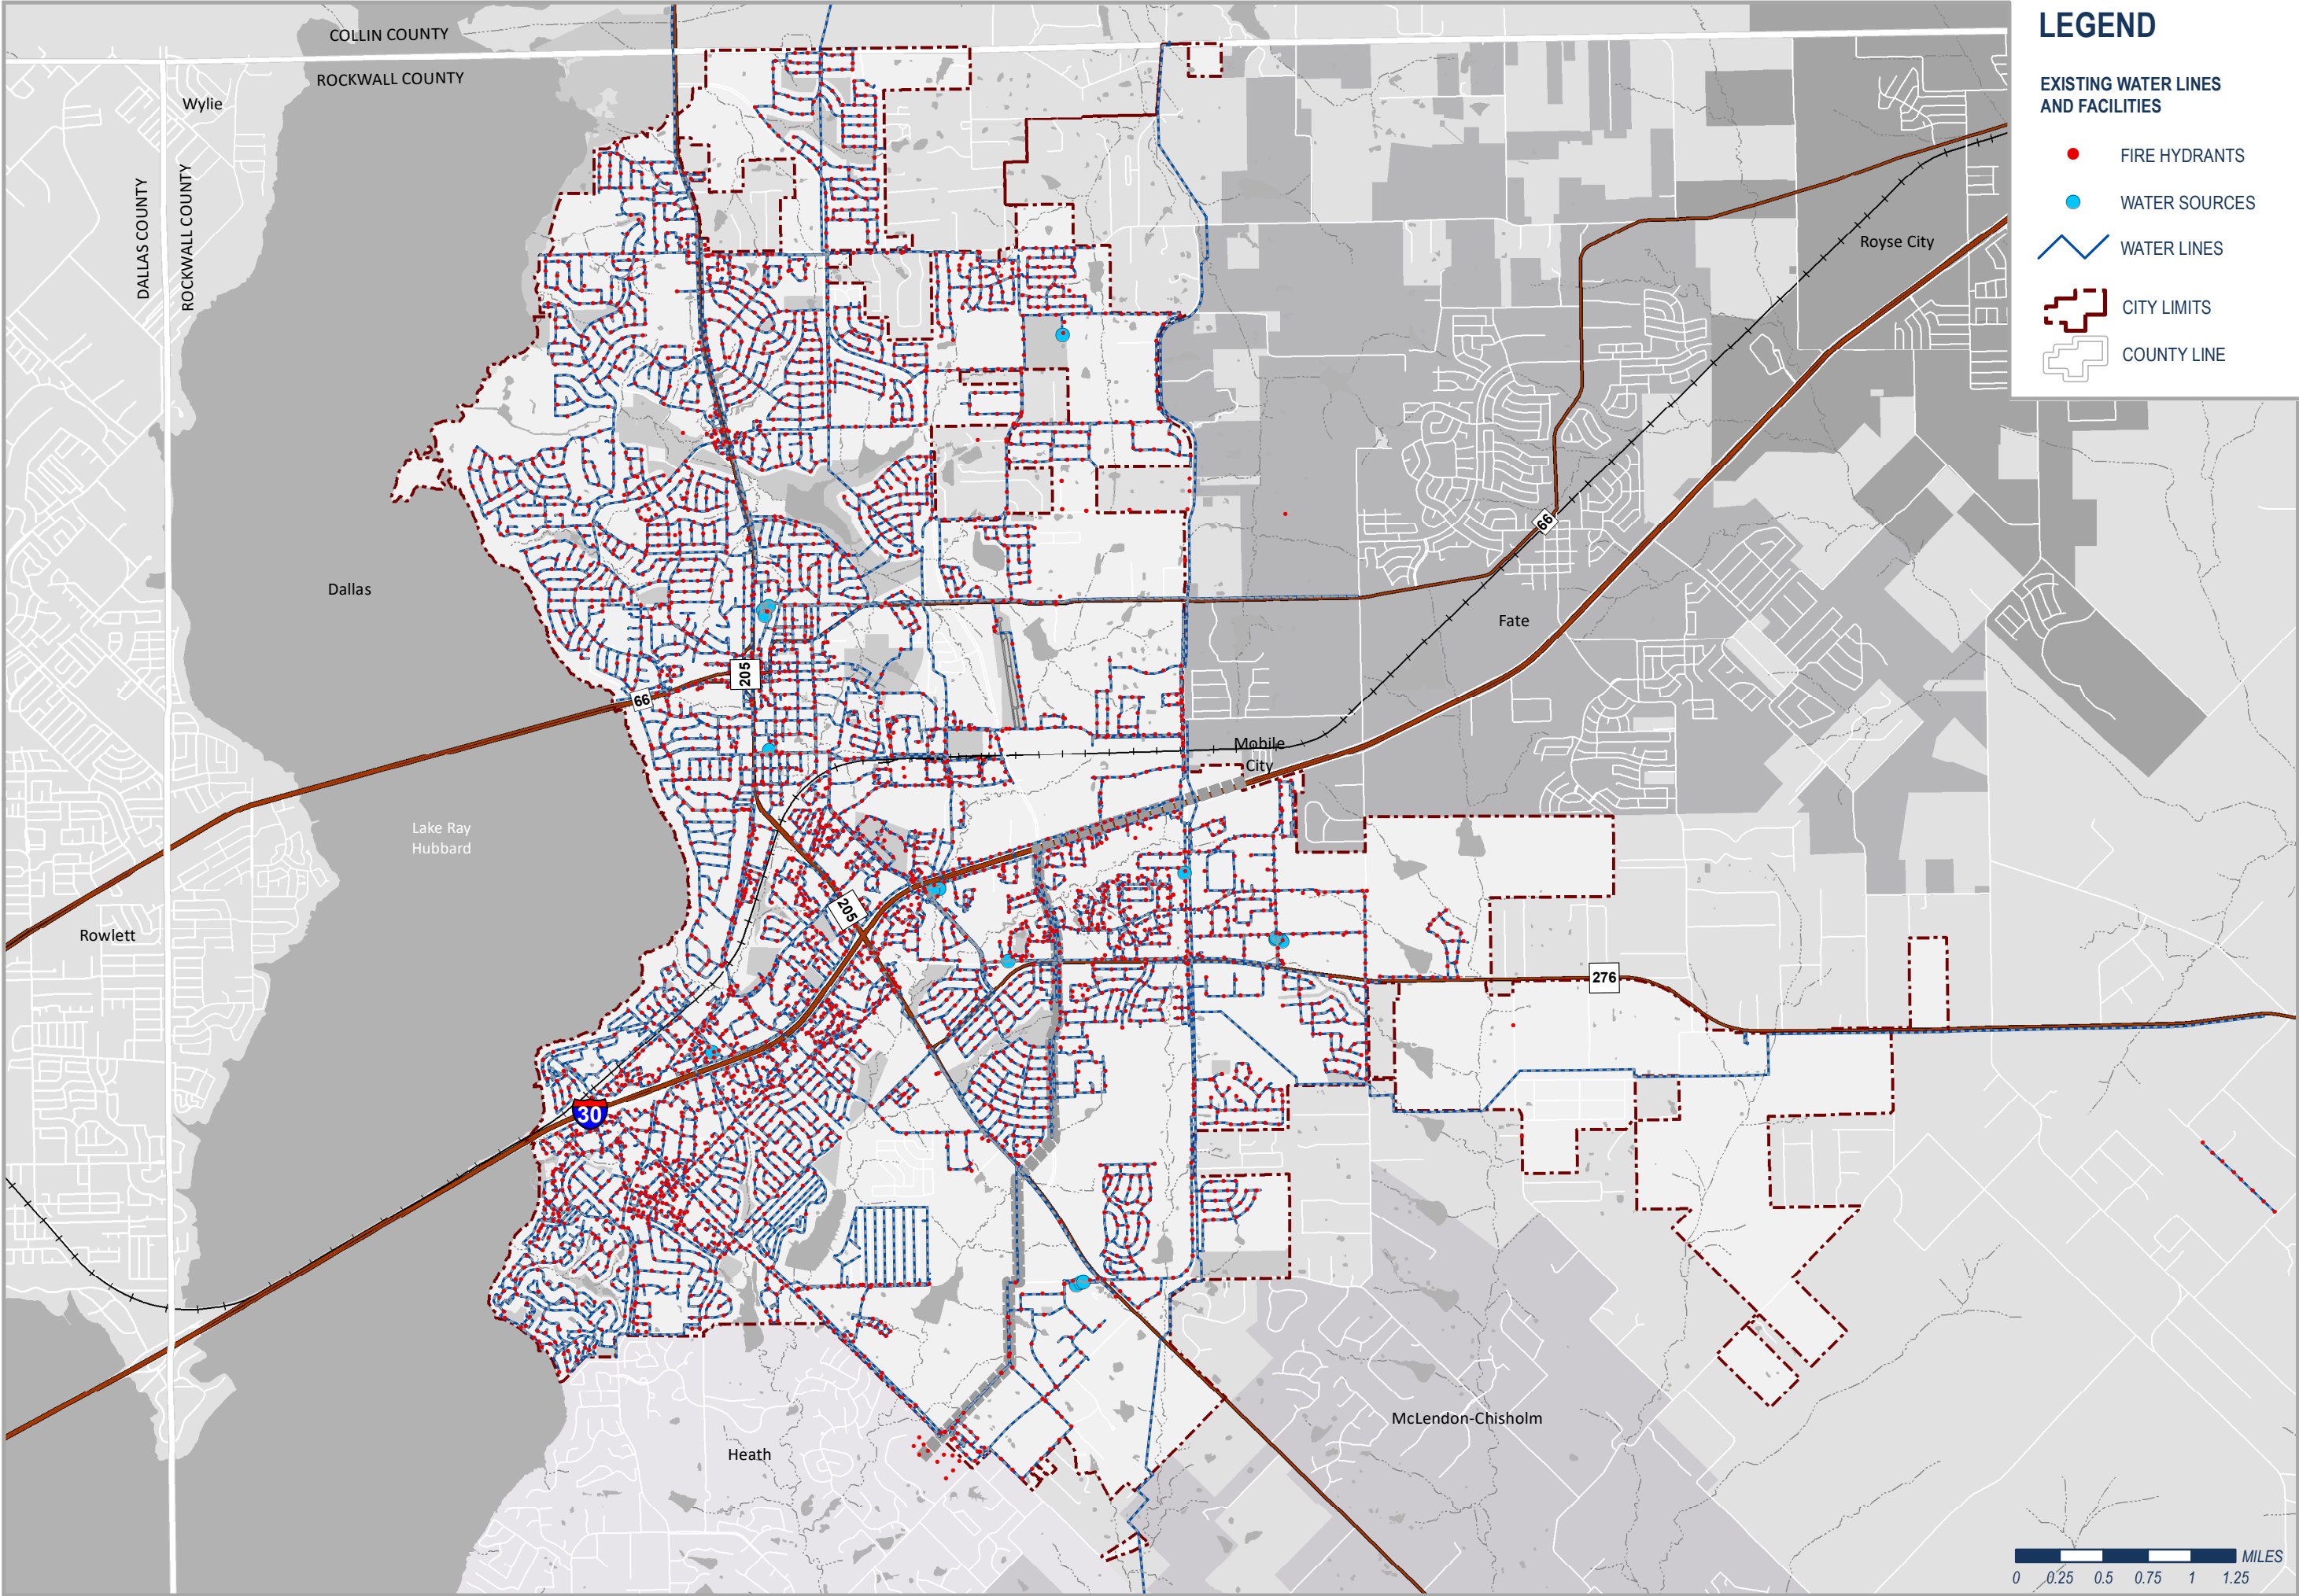 COLLIN COUNTY
ROCKWALL COUNTY
Wylie
DALLAS COUNTY
ROCKWALL COUNTY
Royse City
66
Dallas
Fate
205
66
Mobile
City
Lake Ray
Hubbard
205
Rowlett
276
30
McLendon-Chisholm
Heath
LEGEND
EXISTING WATER LINES
AND FACILITIES
FIRE HYDRANTS
WATER SOURCES
WATER LINES
CITY LIMITS
COUNTY LINE
MILES
0 0.25 0.5 0.75 1 1.25